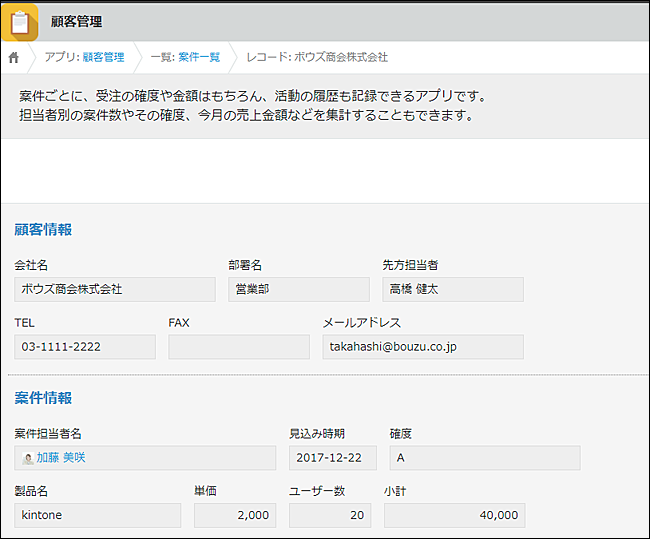 顧客管理
アプリ: 顧客管理 一覧: 案件一覧 レコード: ボウズ商会株式会社
案件ごとに、受注の確度や金額はもちろん、活動の履歴も記録できるアプリです。
担当者別の案件数やその確度、今月の売上金額などを集計することもできます。
顧客情報
会社名 部署名 先方担当者
ボウズ商会株式会社 営業部 高橋 健太
TEL FAX メールアドレス
03-1111-2222 takahashi@bouzu.co.jp
案件情報
案件担当者名 見込み時期 確度
加藤 美咲 2017-12-22 A
製品名 単価 ユーザー数 小計
kintone 2,000 20 40,000